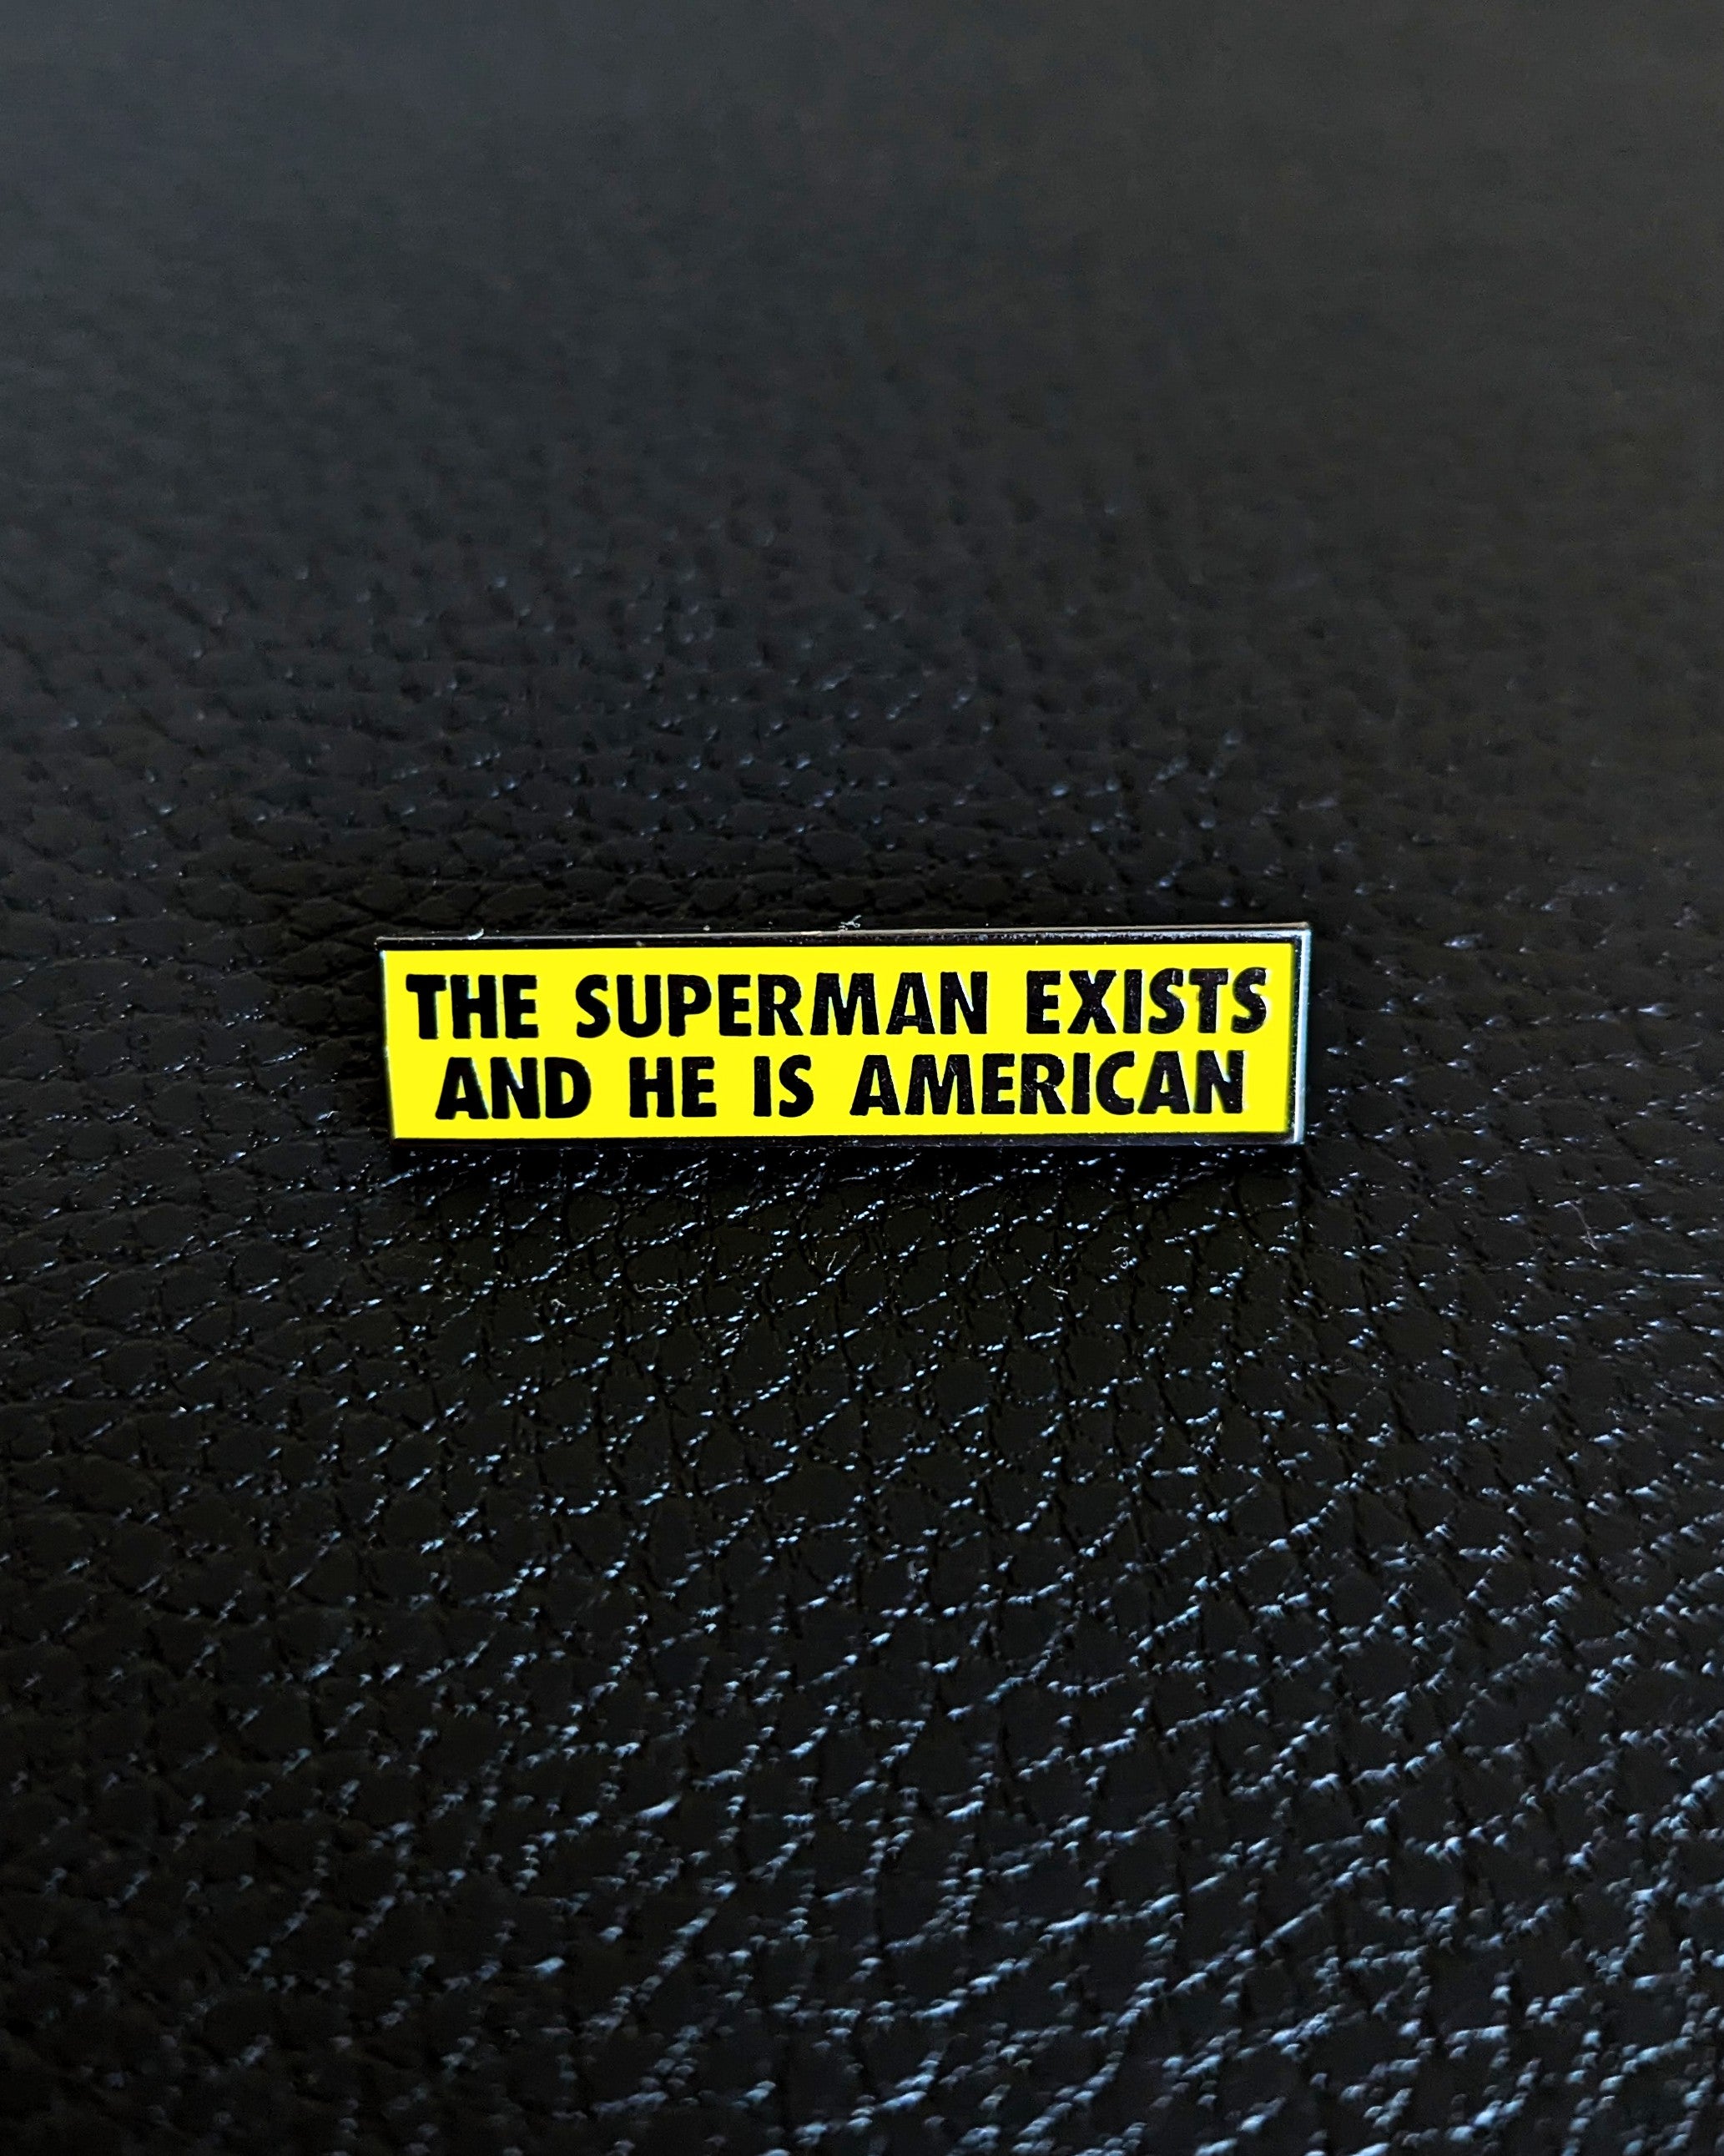 THE SUPERMAN EXISTS
AND HE IS AMERICAN